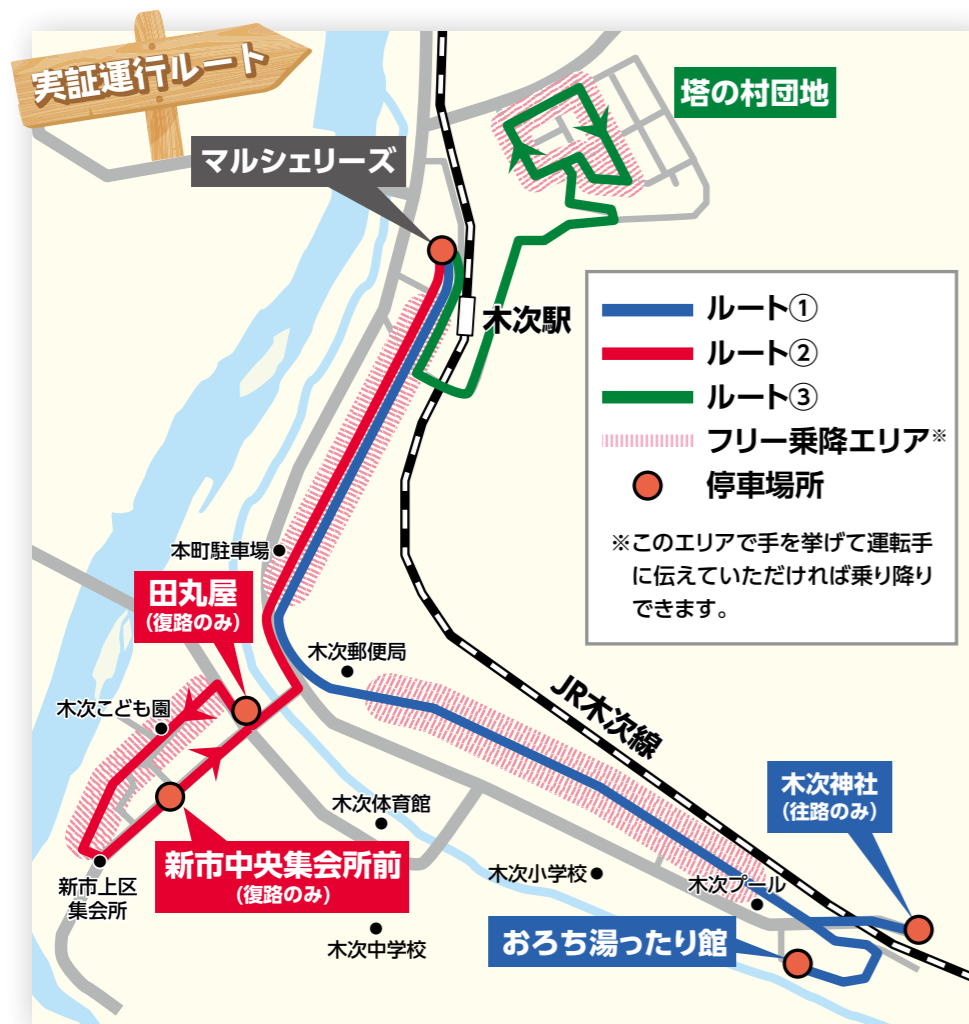 実証運行ルート
塔の村団地
マルシェリーズ
木次駅
ルート①
ルート②
ルート③
フリー乗降エリア※
停車場所
※このエリアで手を挙げて運転手
に伝えていただければ乗り降り
できます。
本町駐車場
田丸屋
(復路のみ)
木次郵便局
JR木次線
木次こども園
木次神社
(往路のみ)
木次体育館
新市中央集会所前
(復路のみ)
新市上区
集会所
木次小学校
木次プール
木次中学校
おろち湯ったり館